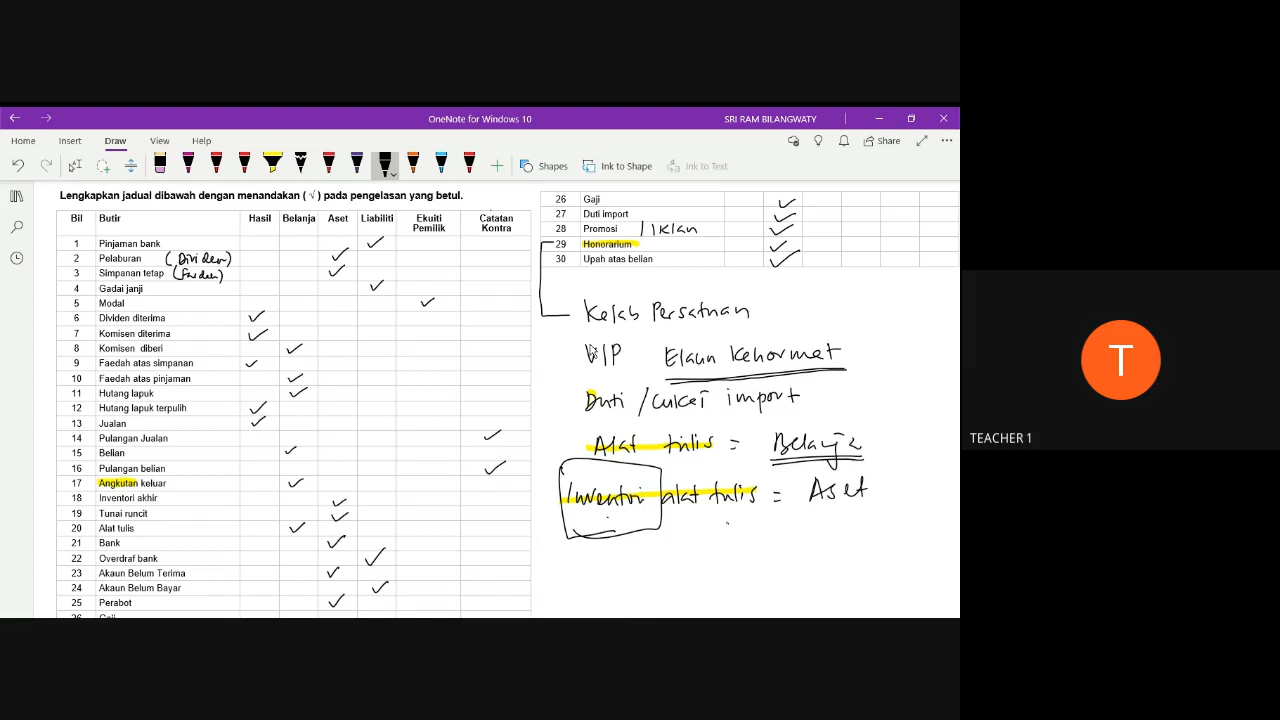 OneNote for Windows 10
SRI RAM BILANGWATY
Home Insert Draw View Help
Share
Shapes Ink to Shape Ink to Text
Lengkapkan jadual dibawah dengan menandakan ( √ ) pada pengelasan yang betul.
Bil Butir Hasil Belanja Aset Liabiliti Ekuiti Pemilik Catatan Kontra
1 Pinjaman bank ✓
2 Pelaburan (Dividen) ✓
3 Simpanan tetap (Faedah) ✓
4 Gadai janji ✓
5 Modal ✓
6 Dividen diterima ✓
7 Komisen diterima ✓
8 Komisen diberi ✓
9 Faedah atas simpanan ✓
10 Faedah atas pinjaman ✓
11 Hutang lapuk ✓
12 Hutang lapuk terpulih ✓
13 Jualan ✓
14 Pulangan Jualan ✓
15 Belian ✓
16 Pulangan belian ✓
17 Angkutan keluar ✓
18 Inventori akhir ✓
19 Tunai runcit ✓
20 Alat tulis ✓
21 Bank ✓
22 Overdraf bank ✓
23 Akaun Belum Terima ✓
24 Akaun Belum Bayar ✓
25 Perabot ✓
26 Gaji
26 Gaji ✓
27 Duti import ✓
28 Promosi / Iklan ✓
29 Honorarium ✓
30 Upah atas belian ✓
Kelab Persatuan
VIP Elaun Kehormat
Duti / Cukai import
Alat tulis = Belanja
Inventori alat tulis = Aset
T
TEACHER 1